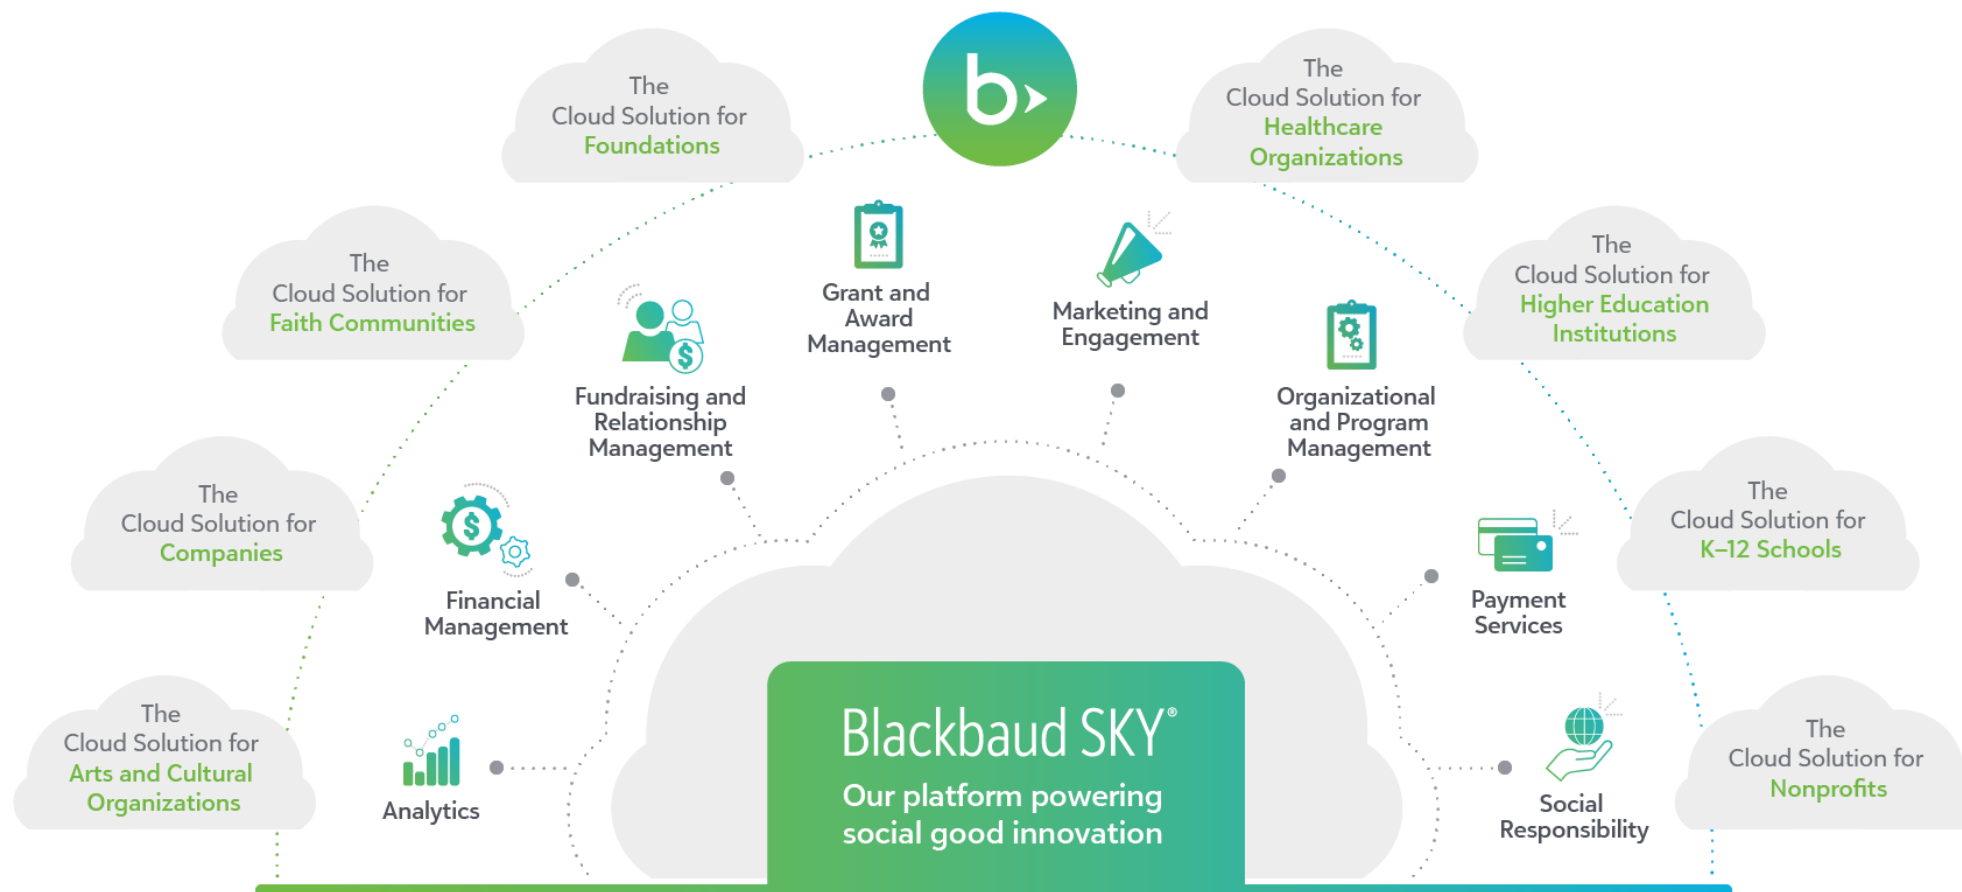 The
Cloud Solution for
Foundations
b
The
Cloud Solution for
Healthcare
Organizations
The
Cloud Solution for
Faith Communities
The
Cloud Solution for
Higher Education
Institutions
Grant and
Award
Management
Marketing and
Engagement
Fundraising and
Relationship
Management
$
Organizational
and Program
Management
The
Cloud Solution for
Companies
$
Financial
Management
Payment
Services
The
Cloud Solution for
K–12 Schools
The
Cloud Solution for
Arts and Cultural
Organizations
Analytics
Blackbaud SKY®
Our platform powering
social good innovation
Social
Responsibility
The
Cloud Solution for
Nonprofits